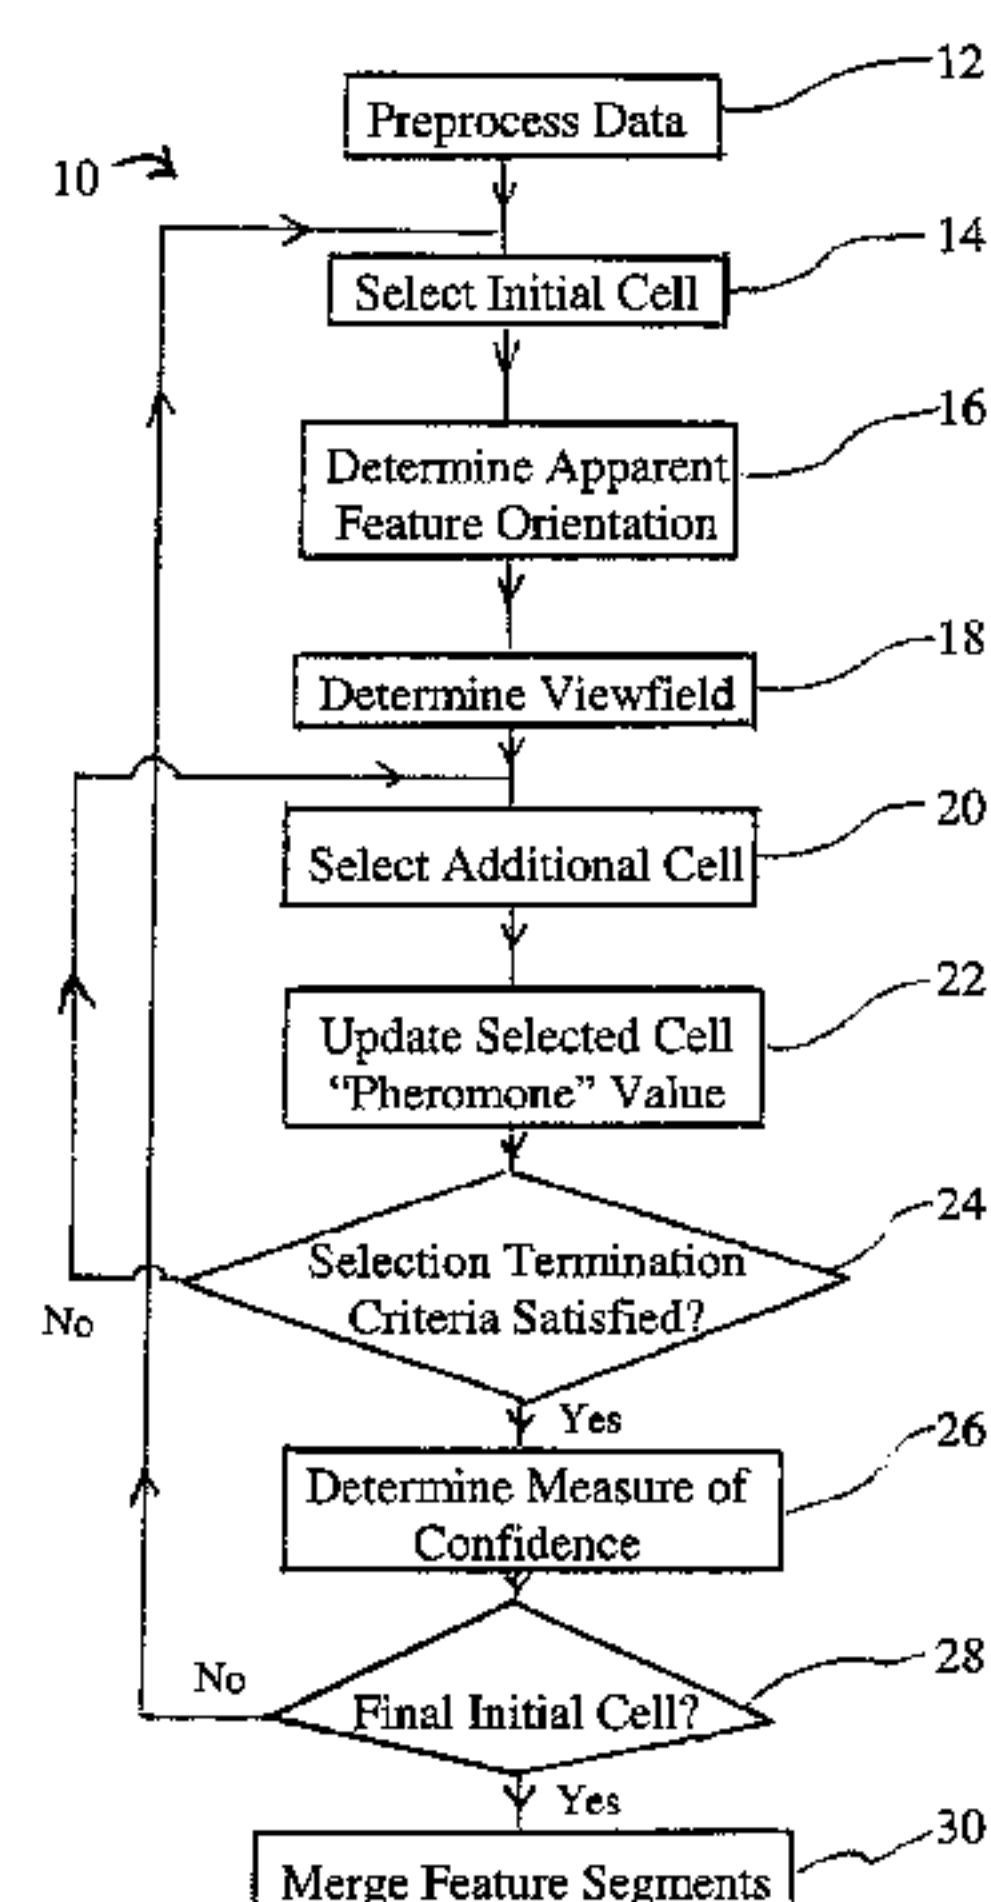 12
Preprocess Data
10
14
Select Initial Cell
16
Determine Apparent
Feature Orientation
18
Determine Viewfield
20
Select Additional Cell
22
Update Selected Cell
“Pheromone” Value
24
Selection Termination
Criteria Satisfied?
No
Yes
26
Determine Measure of
Confidence
28
No
Final Initial Cell?
Yes
30
Merge Feature Segments